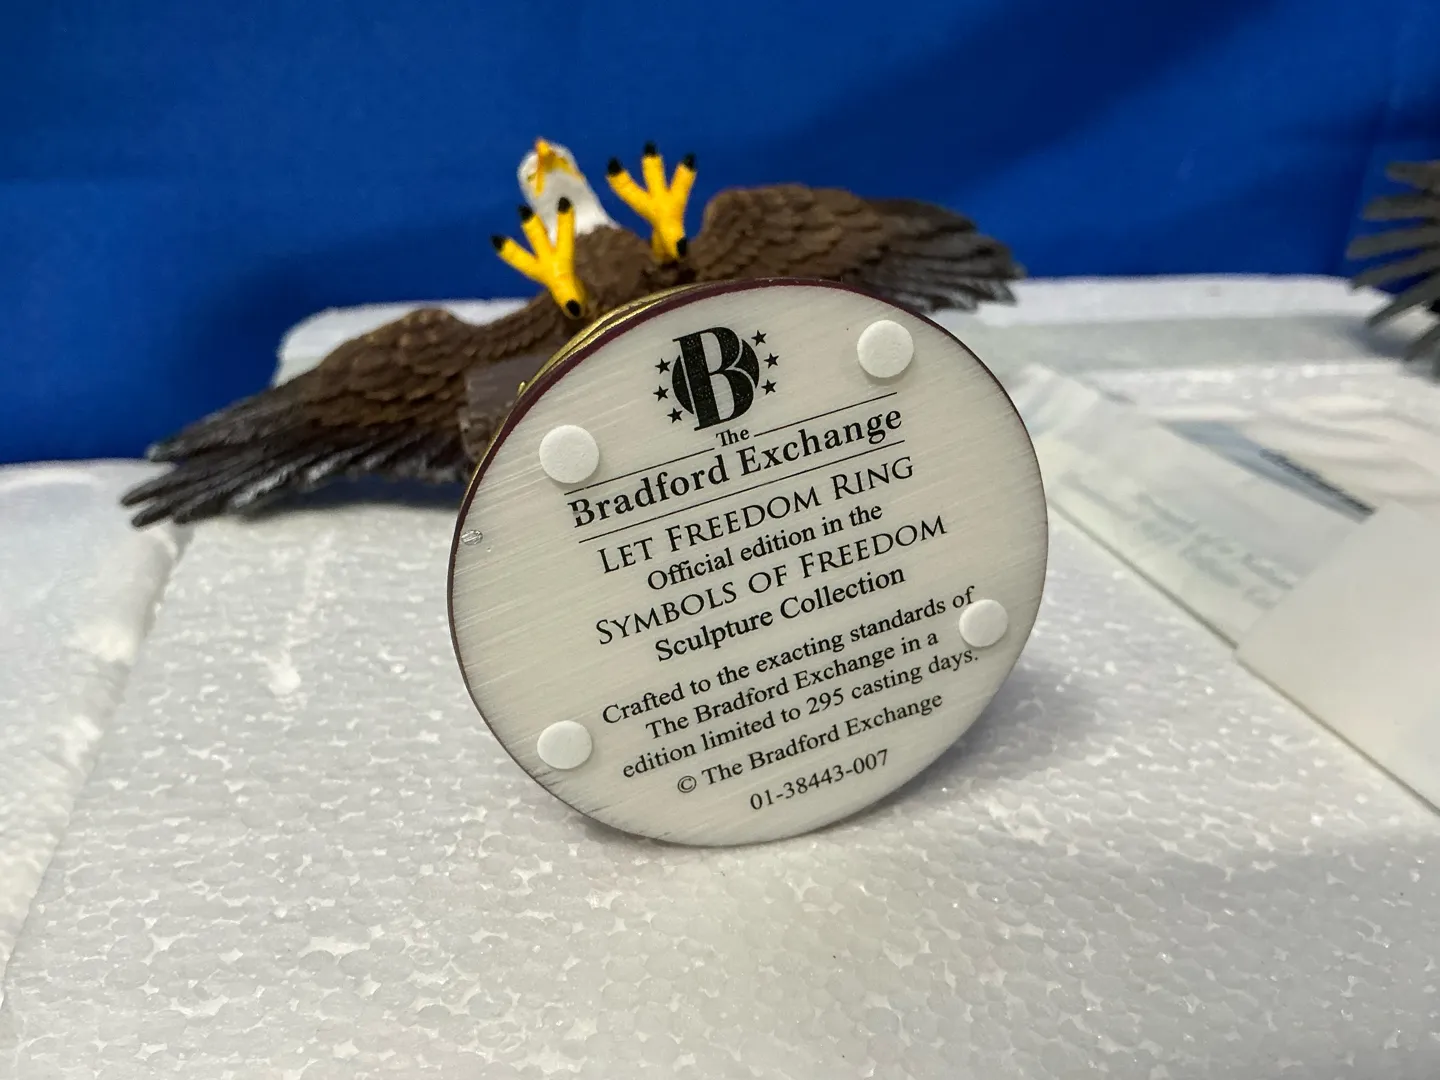 B
The
Bradford Exchange
LET FREEDOM RING
Official edition in the
SYMBOLS OF FREEDOM
Sculpture Collection
Crafted to the exacting standards of
The Bradford Exchange in a
edition limited to 295 casting days.
© The Bradford Exchange
01-38443-007